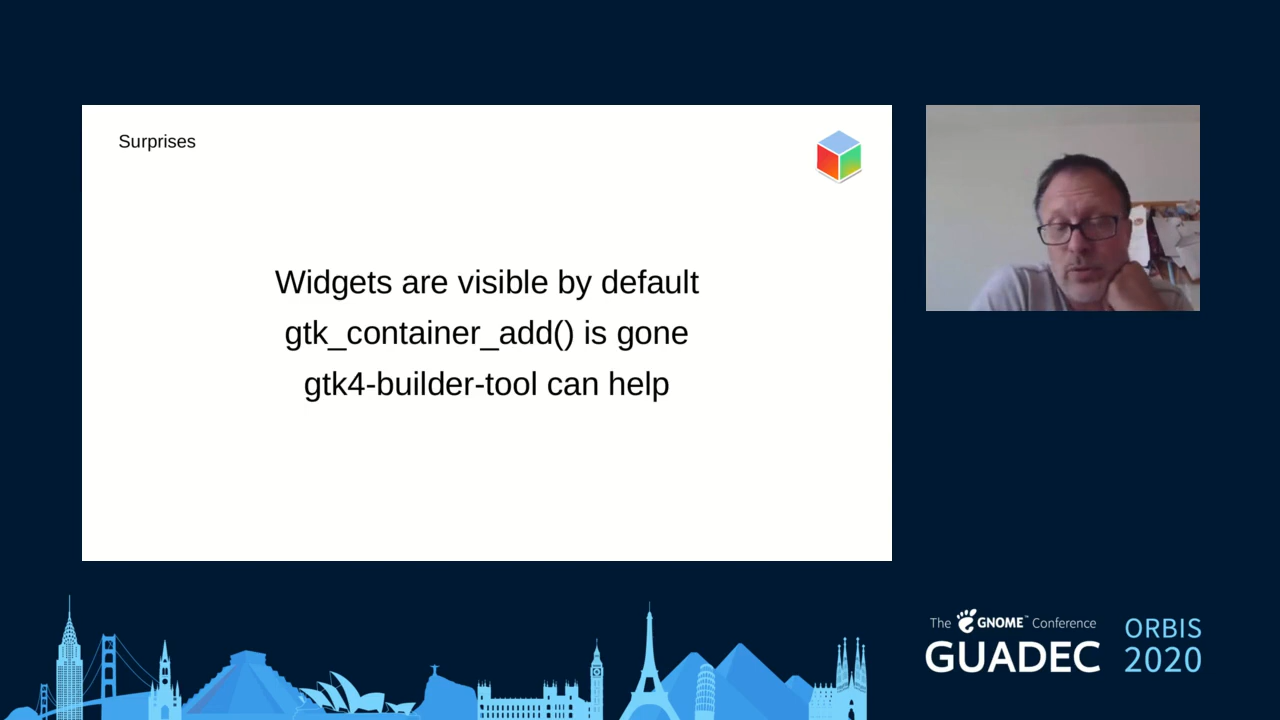 Surprises
Widgets are visible by default
gtk_container_add() is gone
gtk4-builder-tool can help
The GNOME™ Conference
GUADEC
ORBIS
2020